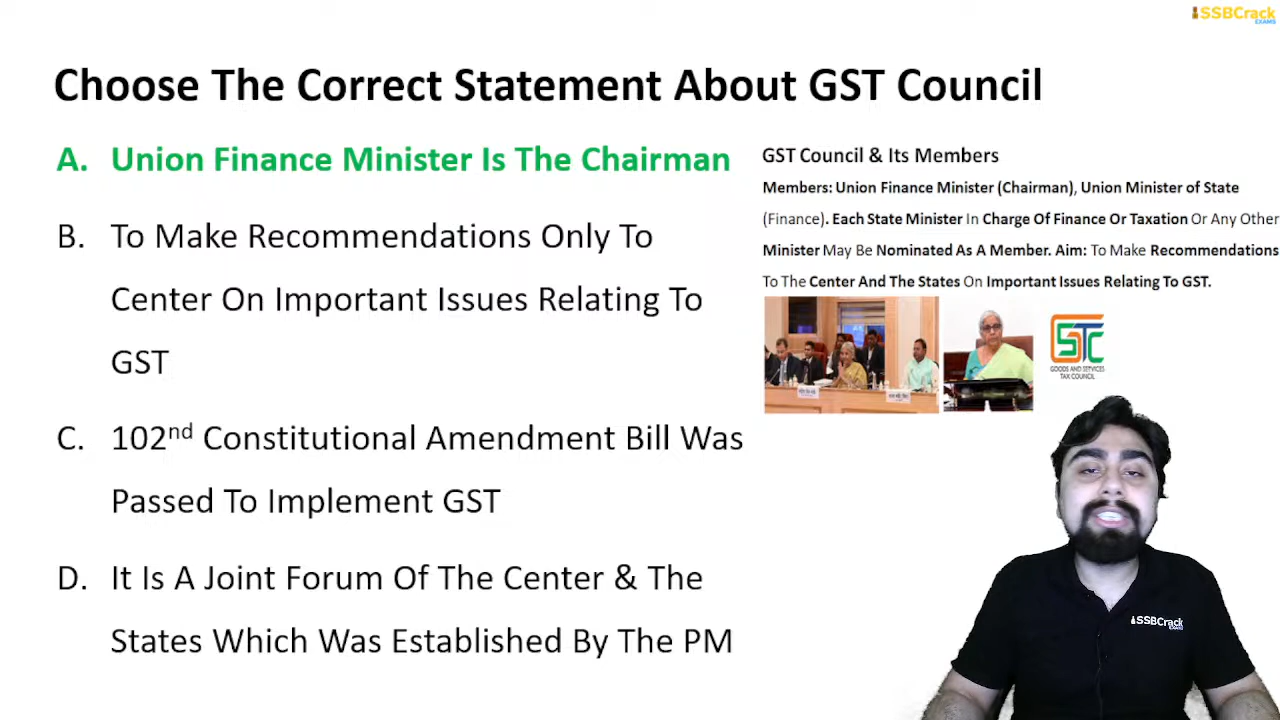 SSBCrack
EXAMS
Choose The Correct Statement About GST Council
A. Union Finance Minister Is The Chairman
B. To Make Recommendations Only To
Center On Important Issues Relating To
GST
C. 102nd Constitutional Amendment Bill Was
Passed To Implement GST
D. It Is A Joint Forum Of The Center & The
States Which Was Established By The PM
GST Council & Its Members
Members: Union Finance Minister (Chairman), Union Minister of State
(Finance). Each State Minister In Charge Of Finance Or Taxation Or Any Other
Minister May Be Nominated As A Member. Aim: To Make Recommendations
To The Center And The States On Important Issues Relating To GST.
GOODS AND SERVICES
TAX COUNCIL
SSBCrack
EXAMS